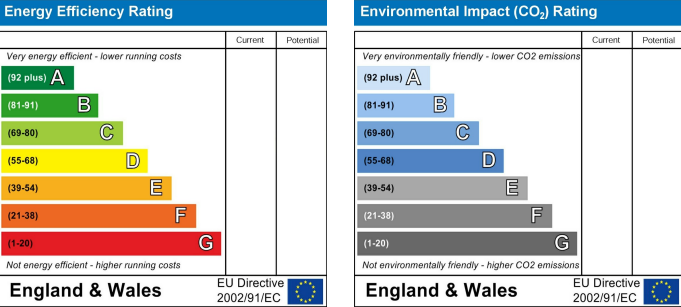 Energy Efficiency Rating
Current Potential
Very energy efficient - lower running costs
(92 plus) A
(81-91) B
(69-80) C
(55-68) D
(39-54) E
(21-38) F
(1-20) G
Not energy efficient - higher running costs
England & Wales
EU Directive
2002/91/EC
Environmental Impact (CO₂) Rating
Current Potential
Very environmentally friendly - lower CO2 emissions
(92 plus) A
(81-91) B
(69-80) C
(55-68) D
(39-54) E
(21-38) F
(1-20) G
Not environmentally friendly - higher CO2 emissions
England & Wales
EU Directive
2002/91/EC